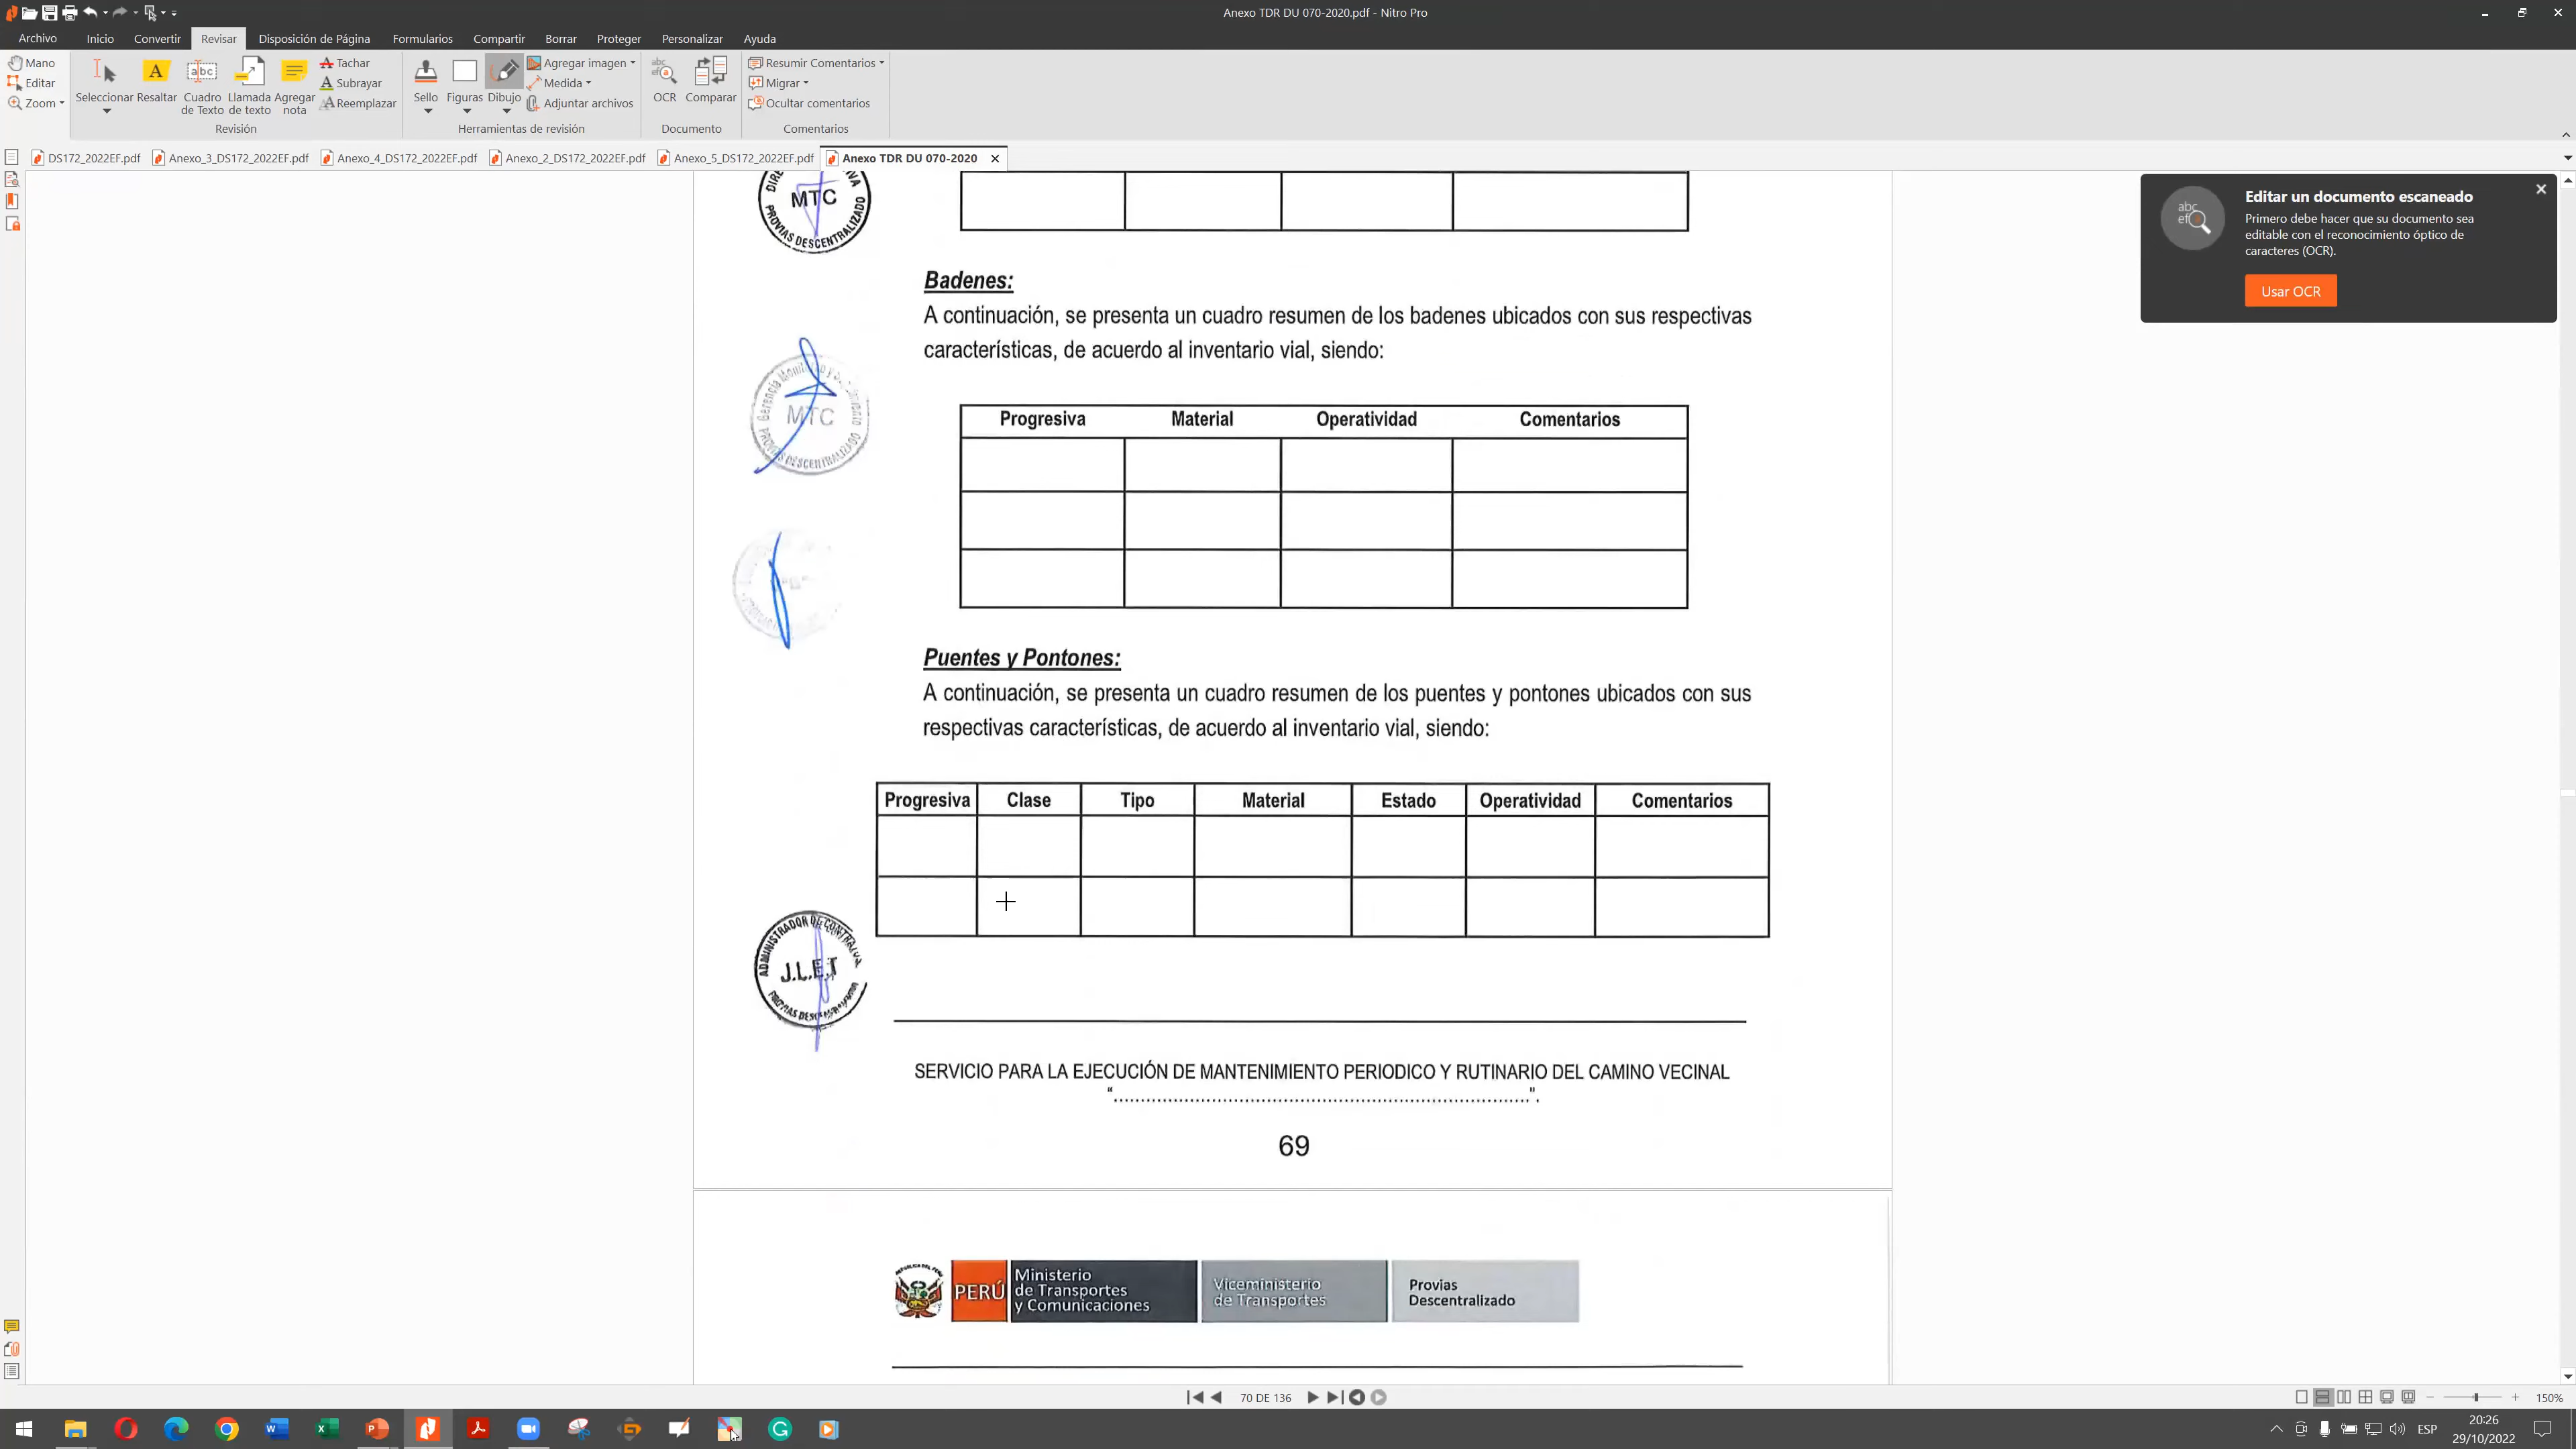 Anexo TDR DU 070-2020.pdf - Nitro Pro
Archivo Inicio Convertir Revisar Disposición de Página Formularios Compartir Borrar Proteger Personalizar Ayuda
Mano
Editar
Zoom
Seleccionar
Resaltar
Cuadro
de Texto
Llamada
de texto
Agregar
nota
Tachar
Subrayar
Reemplazar
Revisión
Sello
Figuras
Dibujo
Agregar imagen
Medida
Adjuntar archivos
Herramientas de revisión
OCR
Comparar
Documento
Resumir Comentarios
Migrar
Ocultar comentarios
Comentarios
DS172_2022EF.pdf
Anexo_3_DS172_2022EF.pdf
Anexo_4_DS172_2022EF.pdf
Anexo_2_DS172_2022EF.pdf
Anexo_5_DS172_2022EF.pdf
Anexo TDR DU 070-2020
Editar un documento escaneado
Primero debe hacer que su documento sea
editable con el reconocimiento óptico de
caracteres (OCR).
Usar OCR
MTC
PROVIAS DESCENTRALIZADO
Badenes:
A continuación, se presenta un cuadro resumen de los badenes ubicados con sus respectivas
características, de acuerdo al inventario vial, siendo:
MTC
Progresiva Material Operatividad Comentarios
Puentes y Pontones:
A continuación, se presenta un cuadro resumen de los puentes y pontones ubicados con sus
respectivas características, de acuerdo al inventario vial, siendo:
Progresiva Clase Tipo Material Estado Operatividad Comentarios
J.L.E.T
SERVICIO PARA LA EJECUCIÓN DE MANTENIMIENTO PERIODICO Y RUTINARIO DEL CAMINO VECINAL
"......................................................................".
69
PERÚ
Ministerio
de Transportes
y Comunicaciones
Viceministerio
de Transportes
Provias
Descentralizado
70 DE 136
150%
ESP
20:26
29/10/2022